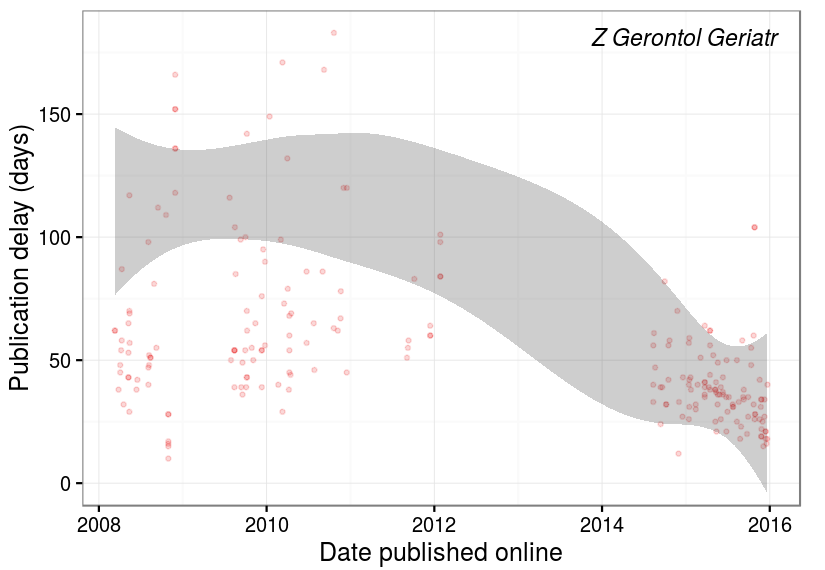 Z Gerontol Geriatr
Publication delay (days)
150
100
50
0
2008 2010 2012 2014 2016
Date published online